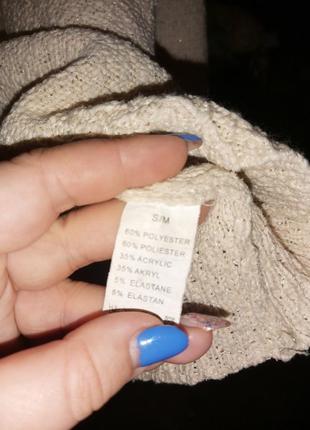 S/M
60% POLYESTER
60% POLIESTER
35% ACRYLIC
35% AKRYL
5% ELASTANE
5% ELASTAN